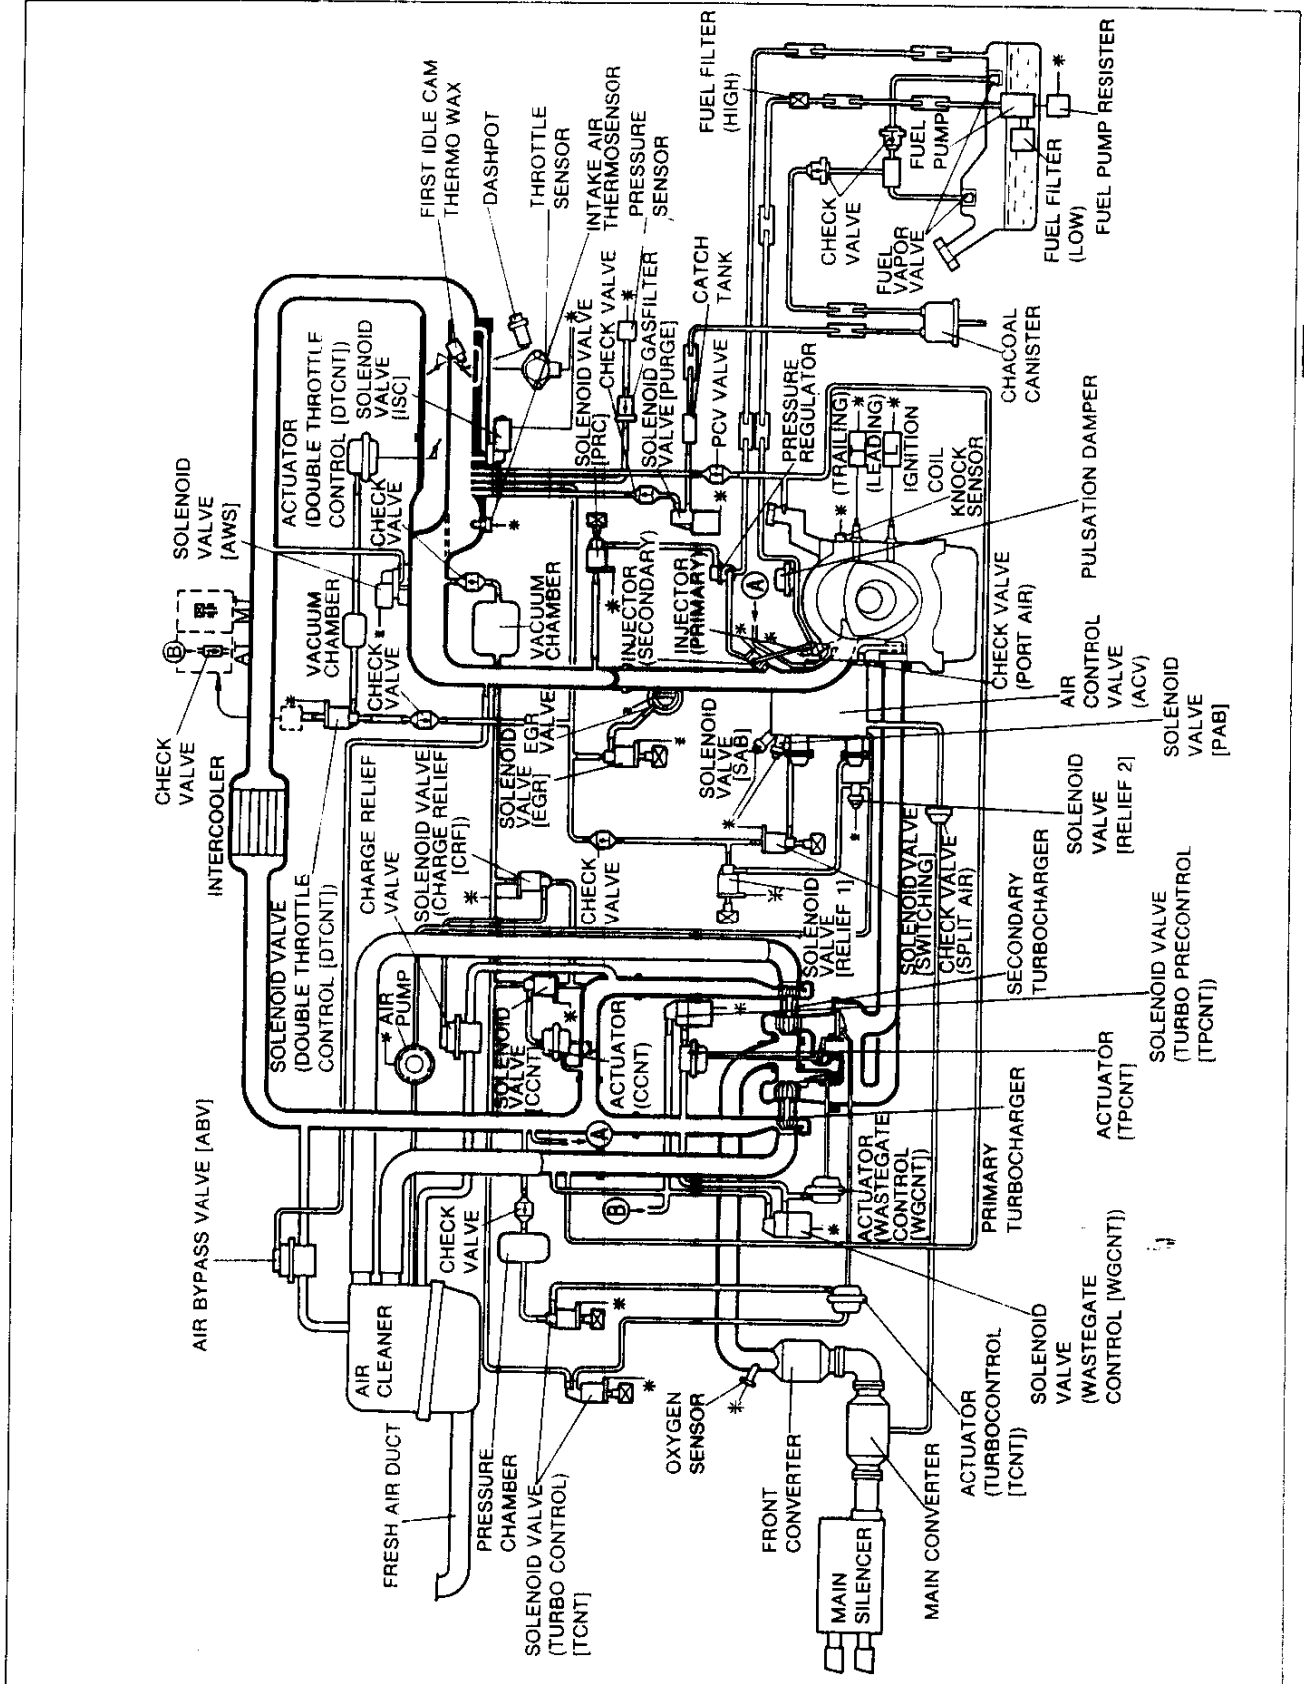 AIR BYPASS VALVE [ABV]
CHECK
VALVE
INTERCOOLER
SOLENOID
VALVE
[AWS]
B
AT
MT
VACUUM
CHAMBER
CHECK
VALVE
ACTUATOR
(DOUBLE THROTTLE
CONTROL [DTCNT])
SOLENOID
VALVE
[ISC]
CHECK
VALVE
FIRST IDLE CAM
THERMO WAX
DASHPOT
THROTTLE
SENSOR
INTAKE AIR
THERMOSENSOR
PRESSURE
SENSOR
SOLENOID VALVE
[PRC]
CHECK VALVE
SOLENOID GASFILTER
VALVE [PURGE]
CATCH
TANK
PCV VALVE
PRESSURE
REGULATOR
FUEL FILTER
(HIGH)
CHECK
VALVE
FUEL
VAPOR
VALVE
FUEL
PUMP
FUEL FILTER
(LOW)
FUEL PUMP RESISTER
CHACOAL
CANISTER
(TRAILING)
(LEADING)
IGNITION
COIL
KNOCK
SENSOR
T
L
PULSATION DAMPER
SOLENOID VALVE
(DOUBLE THROTTLE
CONTROL [DTCNT])
CHARGE RELIEF
VALVE
SOLENOID VALVE
(CHARGE RELIEF
[CRF])
AIR
PUMP
SOLENOID
VALVE
[EGR]
EGR
VALVE
VACUUM
CHAMBER
INJECTOR
(SECONDARY)
INJECTOR
(PRIMARY)
A
CHECK
VALVE
SOLENOID
VALVE
[SAB]
CHECK VALVE
(PORT AIR)
AIR
CONTROL
VALVE
(ACV)
SOLENOID
VALVE
[PAB]
SOLENOID
VALVE
[RELIEF 2]
SOLENOID
VALVE
[RELIEF 1]
SOLENOID VALVE
(SWITCHING)
CHECK VALVE
(SPLIT AIR)
SECONDARY
TURBOCHARGER
SOLENOID VALVE
(TURBO PRECONTROL
[TPCNT])
ACTUATOR
[TPCNT]
SOLENOID
VALVE
[CCNT]
ACTUATOR
(CCNT)
A
B
CHECK
VALVE
ACTUATOR
(WASTEGATE
CONTROL
[WGCNT])
PRIMARY
TURBOCHARGER
SOLENOID
VALVE
(WASTEGATE
CONTROL [WGCNT])
AIR
CLEANER
FRESH AIR DUCT
PRESSURE
CHAMBER
SOLENOID VALVE
(TURBO CONTROL)
[TCNT]
OXYGEN
SENSOR
FRONT
CONVERTER
MAIN
SILENCER
MAIN CONVERTER
ACTUATOR
(TURBOCONTROL
[TCNT])